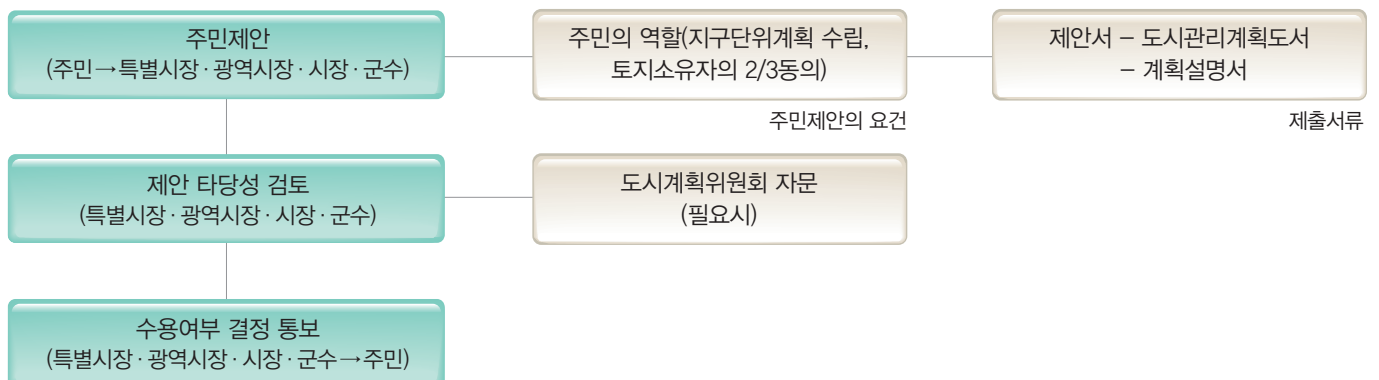 주민제안
(주민→특별시장·광역시장·시장·군수)
주민의 역할(지구단위계획 수립,
토지소유자의 2/3동의)
제안서 – 도시관리계획도서
– 계획설명서
주민제안의 요건
제출서류
제안 타당성 검토
(특별시장·광역시장·시장·군수)
도시계획위원회 자문
(필요시)
수용여부 결정 통보
(특별시장·광역시장·시장·군수→주민)